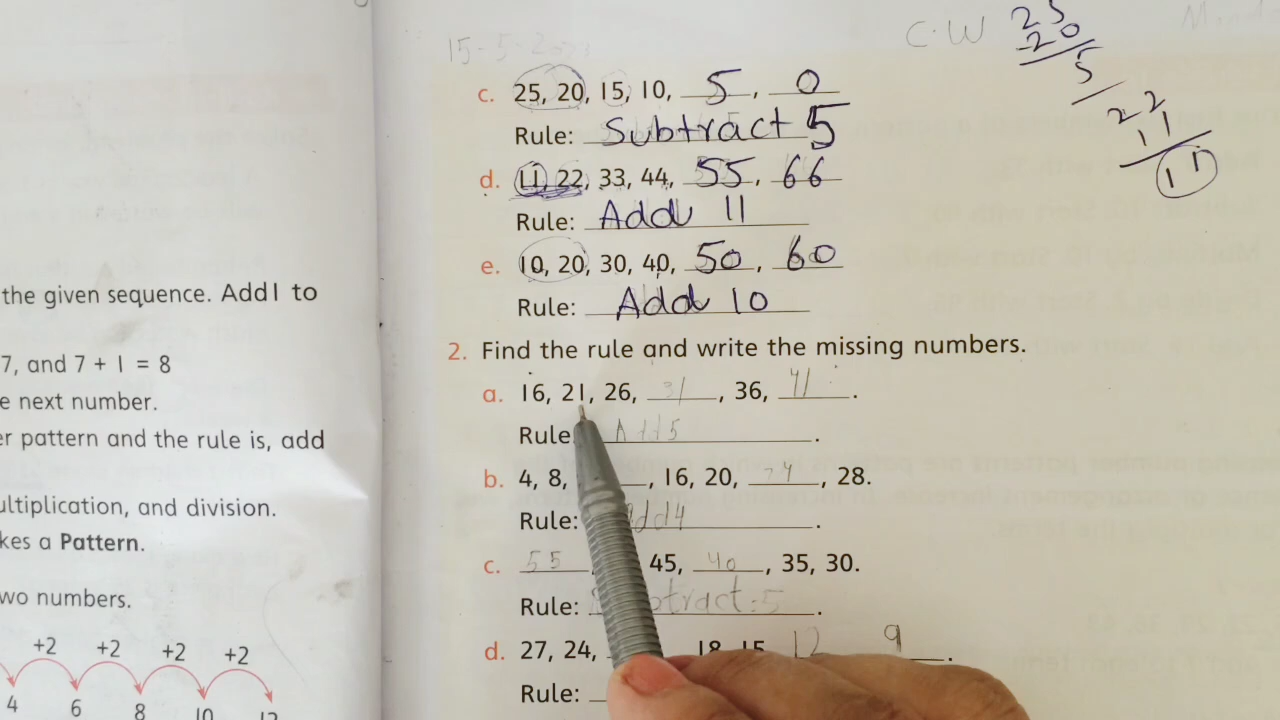 15-5-2023
C.W
25
20
5
22
11
11
c. 25, 20, 15, 10, 5, 0
Rule: Subtract 5
d. 11, 22, 33, 44, 55, 66
Rule: Add 11
e. 10, 20, 30, 40, 50, 60
Rule: Add 10
2. Find the rule and write the missing numbers.
a. 16, 21, 26, 31, 36, 41.
Rule: Add 5.
b. 4, 8, , 16, 20, 24, 28.
Rule: Add 4.
c. 55, 45, 40, 35, 30.
Rule: Subtract 5.
d. 27, 24, 18, 15, 12 9.
Rule:
the given sequence. Add 1 to
7, and 7 + 1 = 8
e next number.
er pattern and the rule is, add
ultiplication, and division.
kes a Pattern.
wo numbers.
+2 +2 +2 +2
4 6 8 10 12